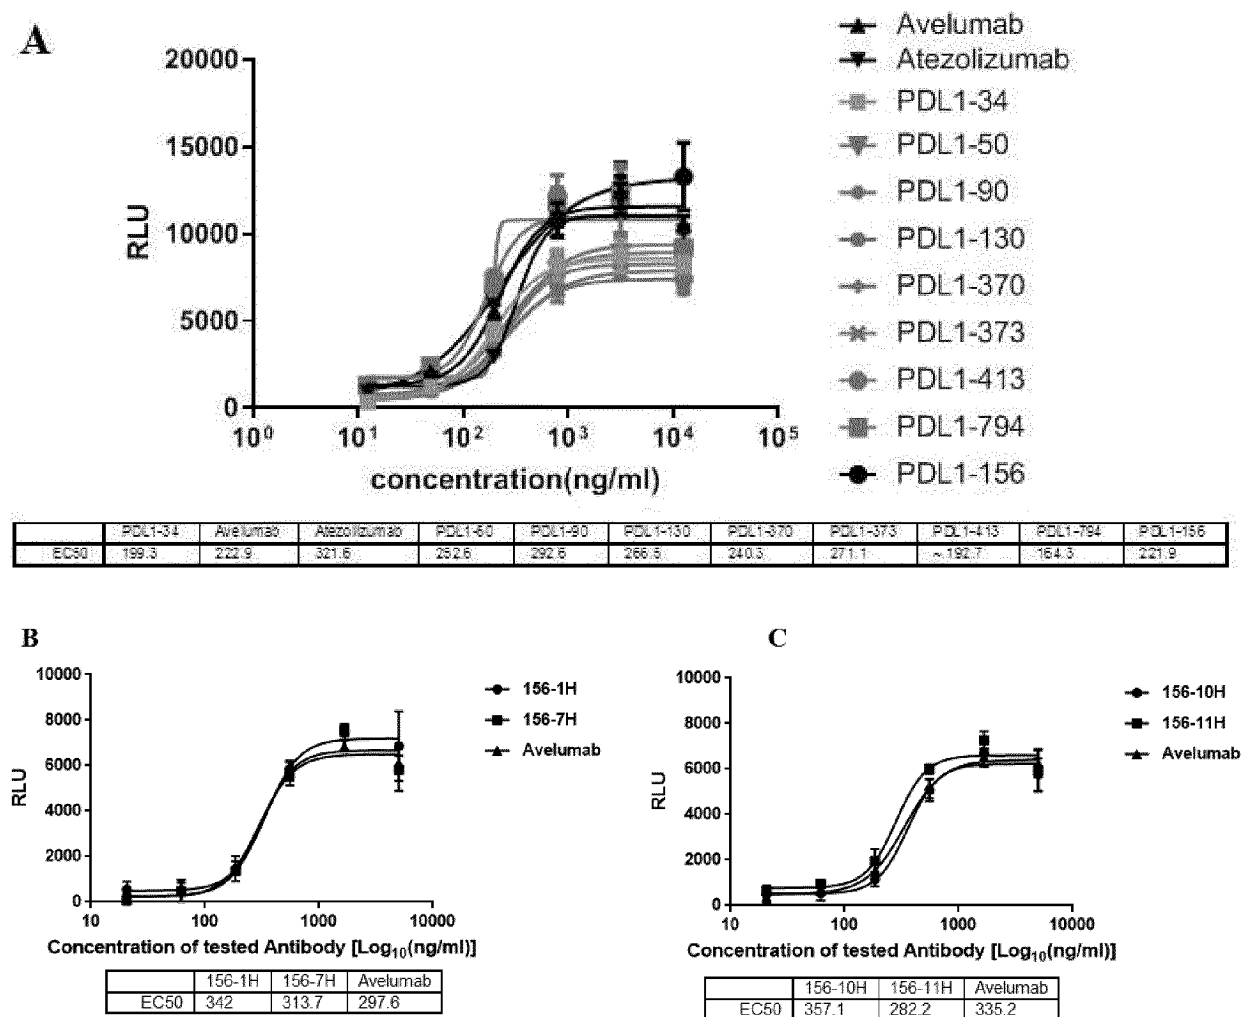 A
RLU
20000
15000
10000
5000
0
10⁰ 10¹ 10² 10³ 10⁴ 10⁵
concentration(ng/ml)
Avelumab
Atezolizumab
PDL1-34
PDL1-50
PDL1-90
PDL1-130
PDL1-370
PDL1-373
PDL1-413
PDL1-794
PDL1-156
PDL1-34 Avelumab Atezolizumab PDL1-50 PDL1-90 PDL1-130 PDL1-370 PDL1-373 PDL1-413 PDL1-794 PDL1-156
EC50 199.3 222.9 321.6 252.6 292.6 266.5 240.3 271.1 ~192.7 164.3 221.9
B
RLU
10000
8000
6000
4000
2000
0
10 100 1000 10000
Concentration of tested Antibody [Log₁₀(ng/ml)]
156-1H
156-7H
Avelumab
156-1H 156-7H Avelumab
EC50 342 313.7 297.6
C
RLU
10000
8000
6000
4000
2000
0
10 100 1000 10000
Concentration of tested Antibody [Log₁₀(ng/ml)]
156-10H
156-11H
Avelumab
156-10H 156-11H Avelumab
EC50 357.1 282.2 335.2